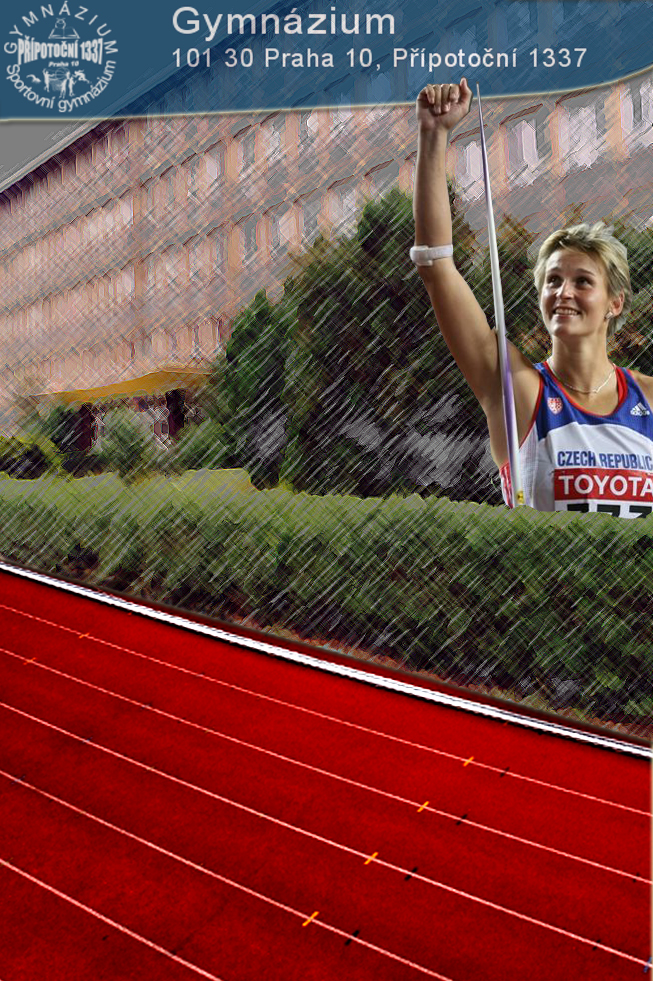 GYMNÁZIUM
PŘÍPOTOČNÍ 1337
Praha 10
Sportovní gymnázium
Gymnázium
101 30 Praha 10, Přípotoční 1337
CZECH REPUBLIC
TOYOTA